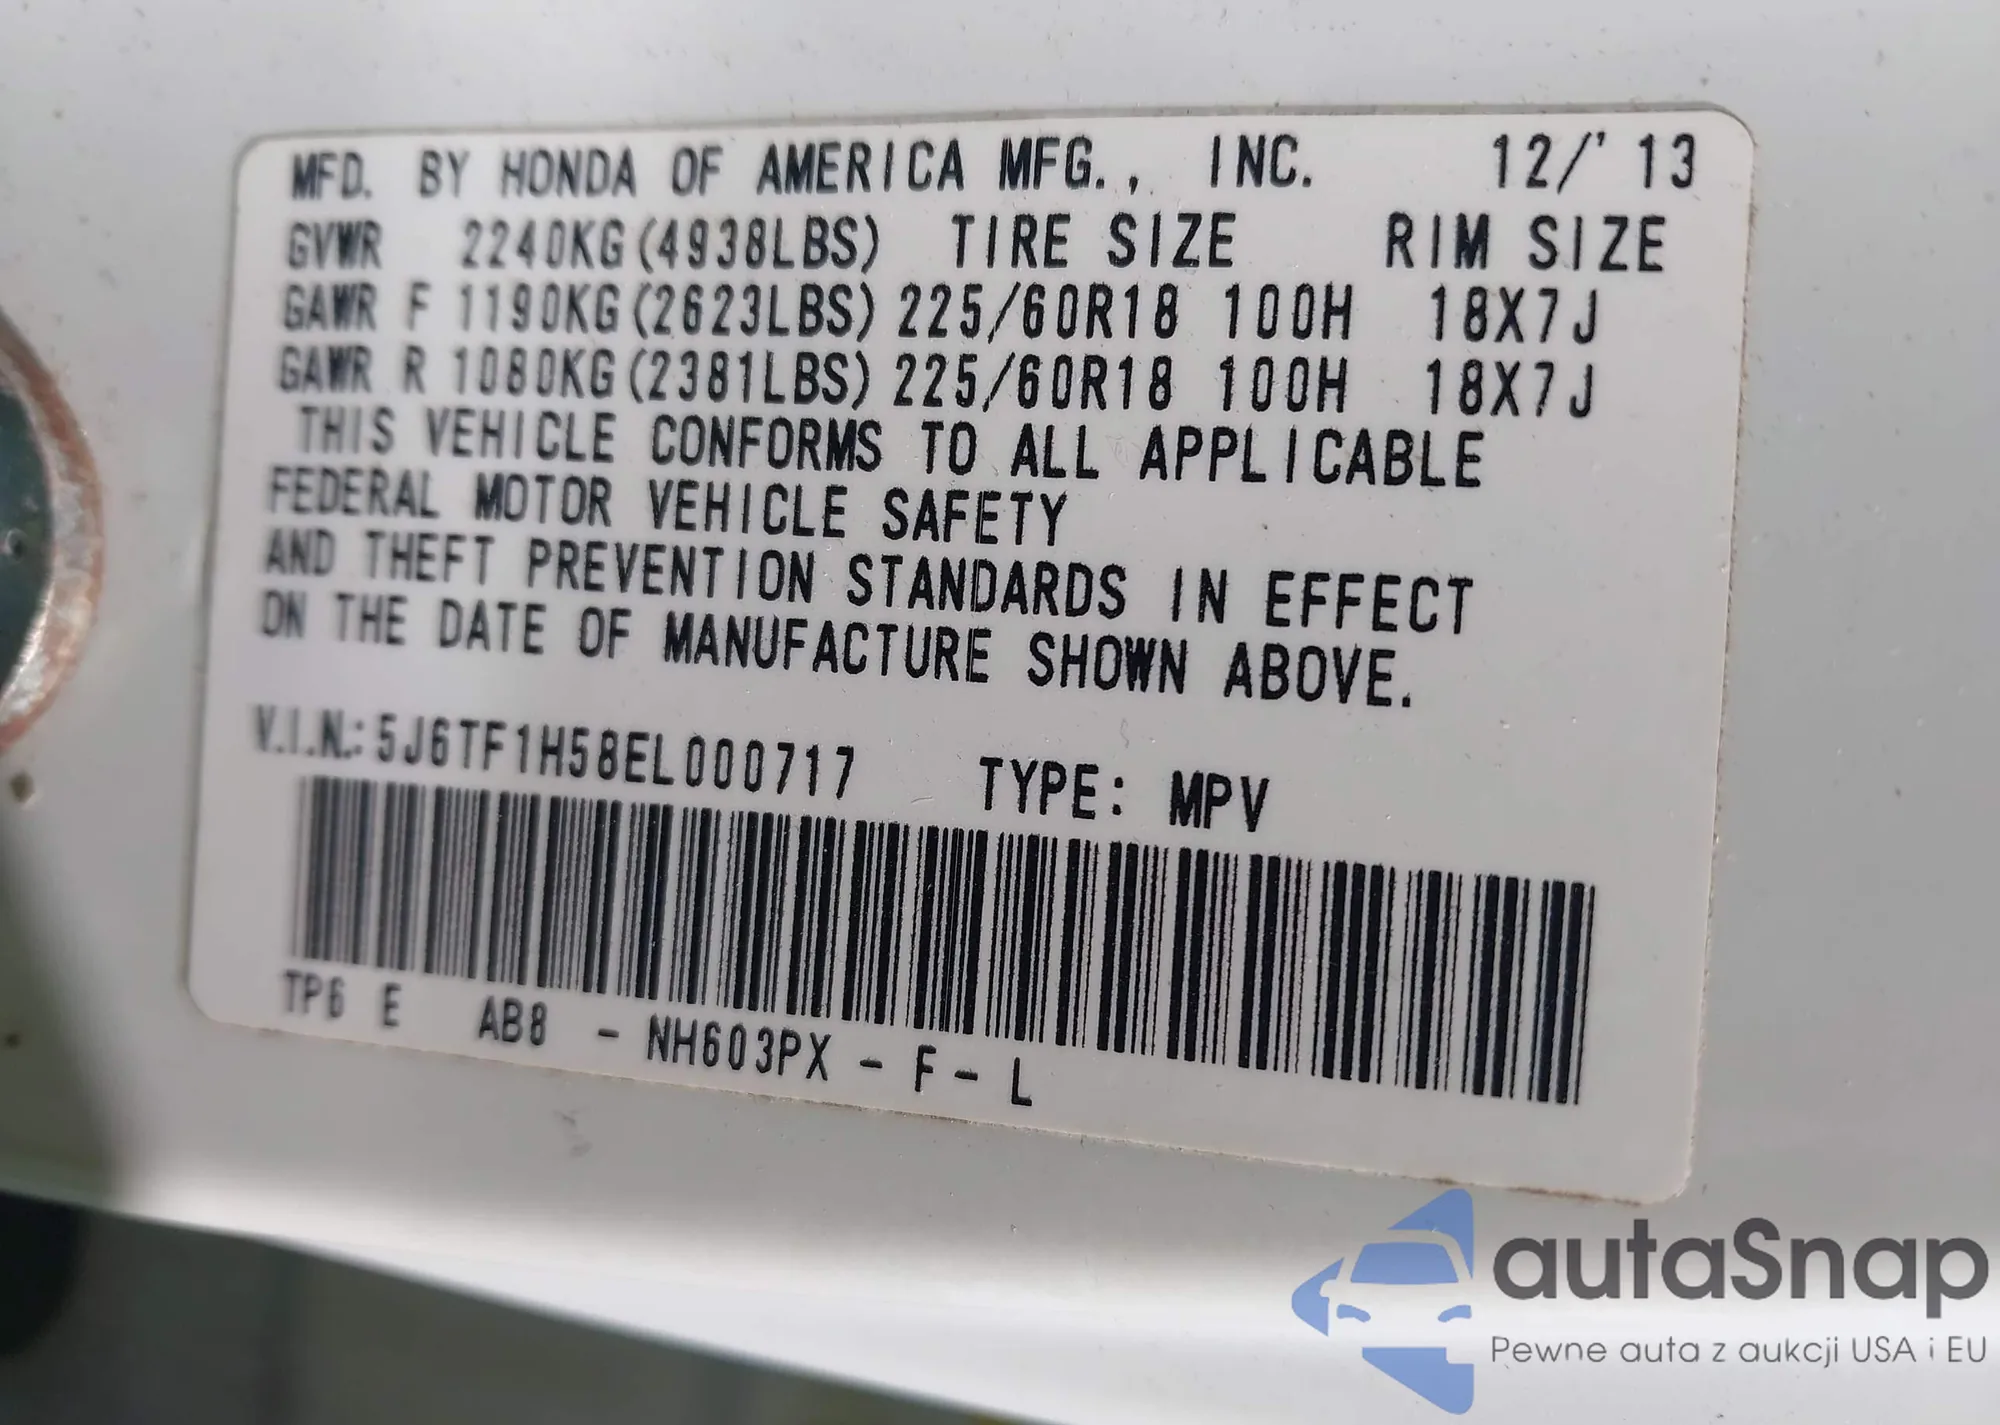 MFD. BY HONDA OF AMERICA MFG., INC. 12/'13
GVWR 2240KG(4938LBS) TIRE SIZE RIM SIZE
GAWR F 1190KG(2623LBS) 225/60R18 100H 18X7J
GAWR R 1080KG(2381LBS) 225/60R18 100H 18X7J
THIS VEHICLE CONFORMS TO ALL APPLICABLE
FEDERAL MOTOR VEHICLE SAFETY
AND THEFT PREVENTION STANDARDS IN EFFECT
ON THE DATE OF MANUFACTURE SHOWN ABOVE.
V.I.N.: 5J6TF1H58EL000717 TYPE: MPV
TP6 E AB8 - NH603PX - F - L
autaSnap
Pewne auta z aukcji USA i EU